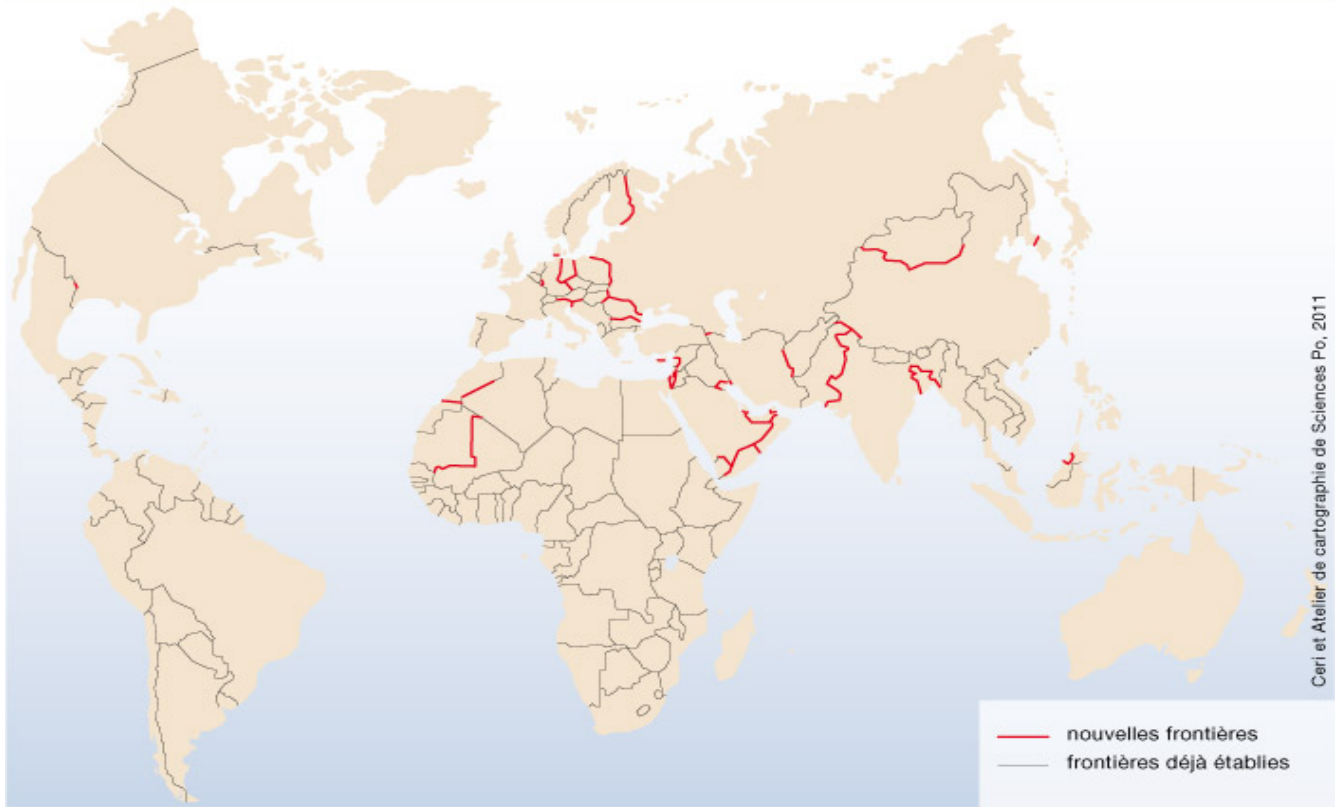 Ceri et Atelier de cartographie de Sciences Po, 2011
nouvelles frontières
frontières déjà établies